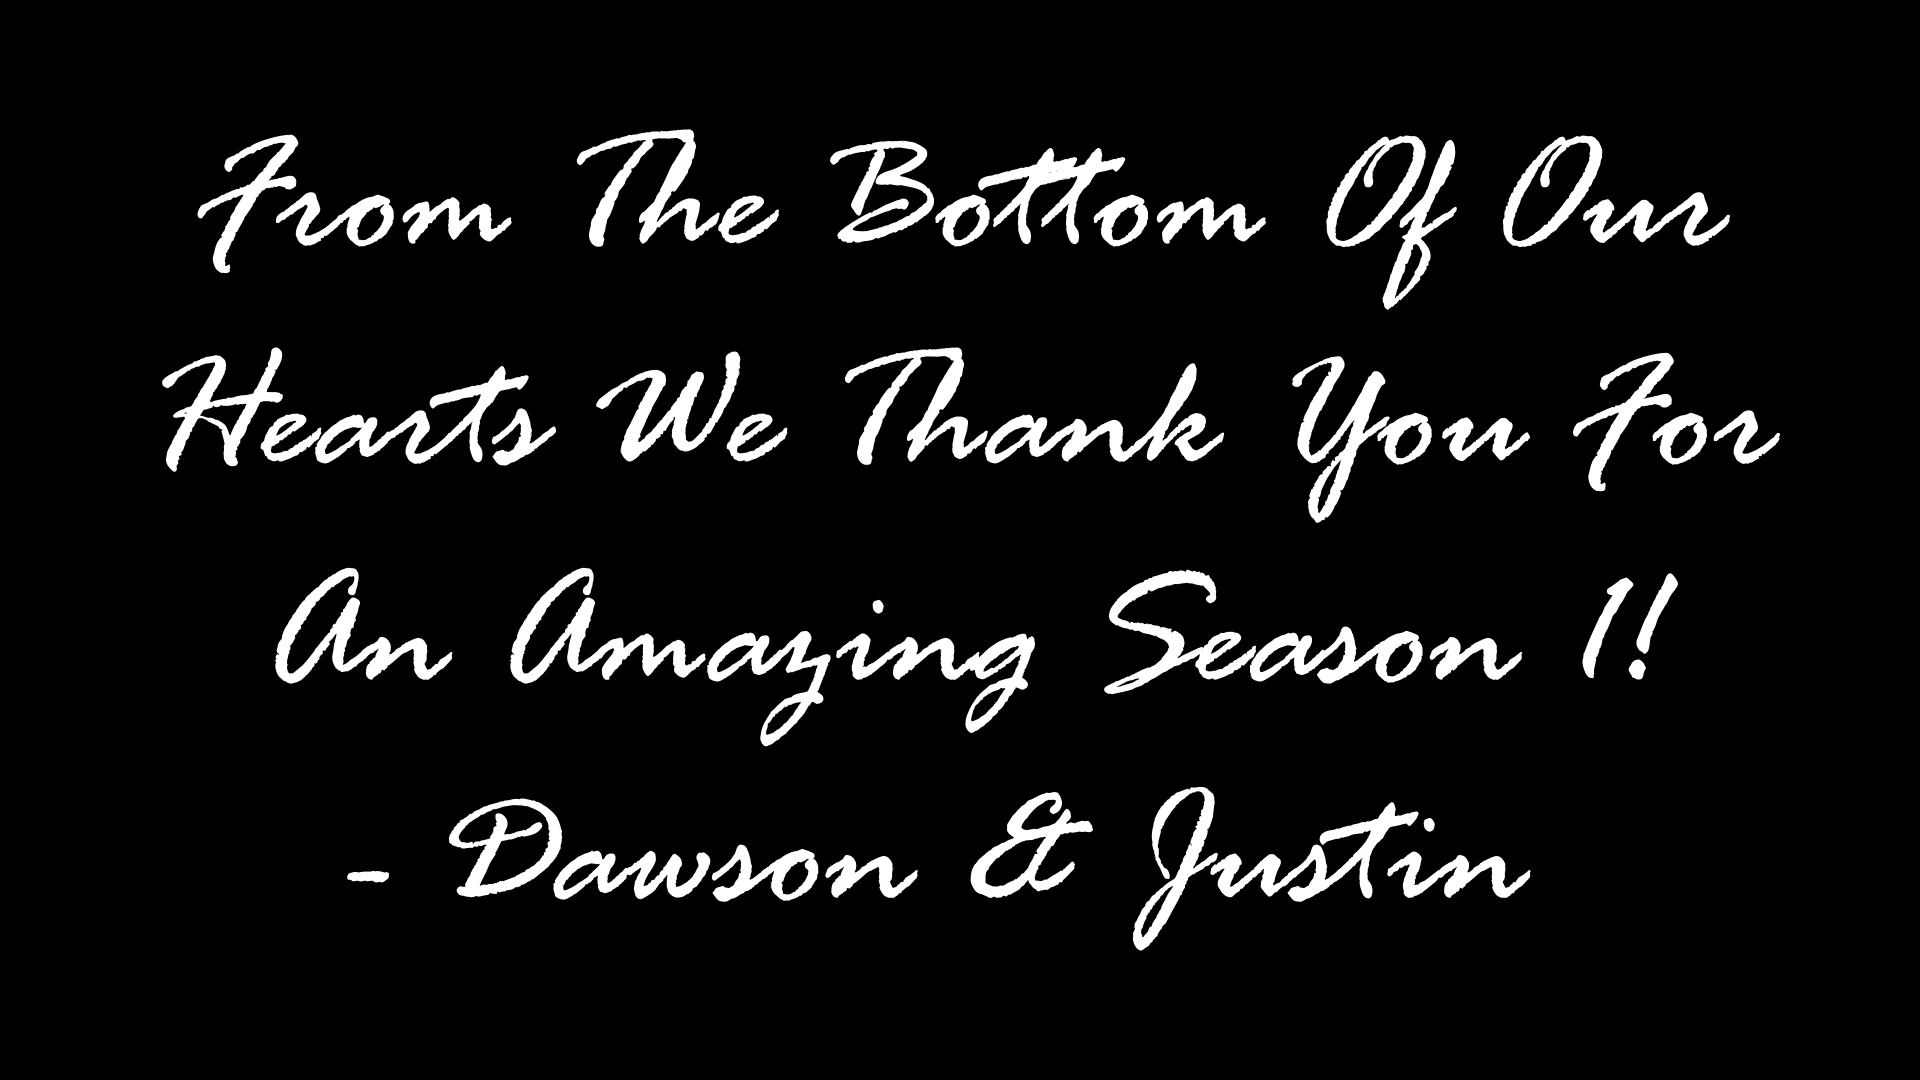 From The Bottom Of Our
Hearts We Thank You For
An Amazing Season 1!
- Dawson & Justin